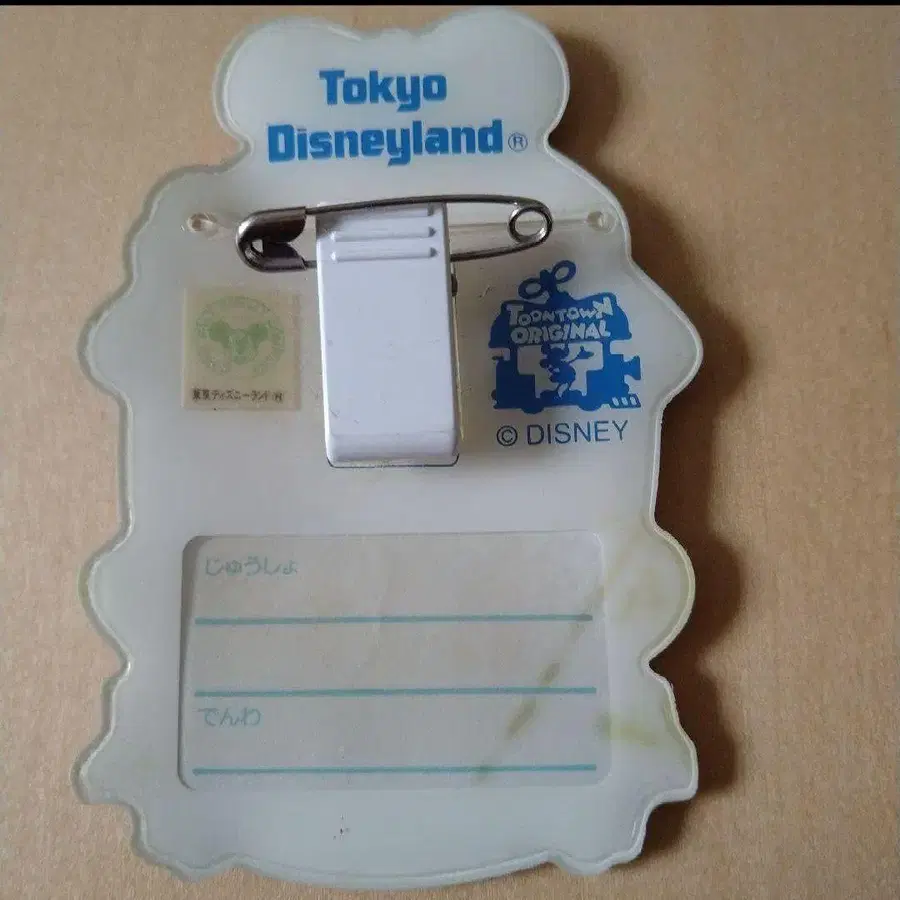 Tokyo
Disneyland®
TOONTOWN
ORIGINAL
東京ディズニーランド®
© DISNEY
じゅうしょ
でんわ